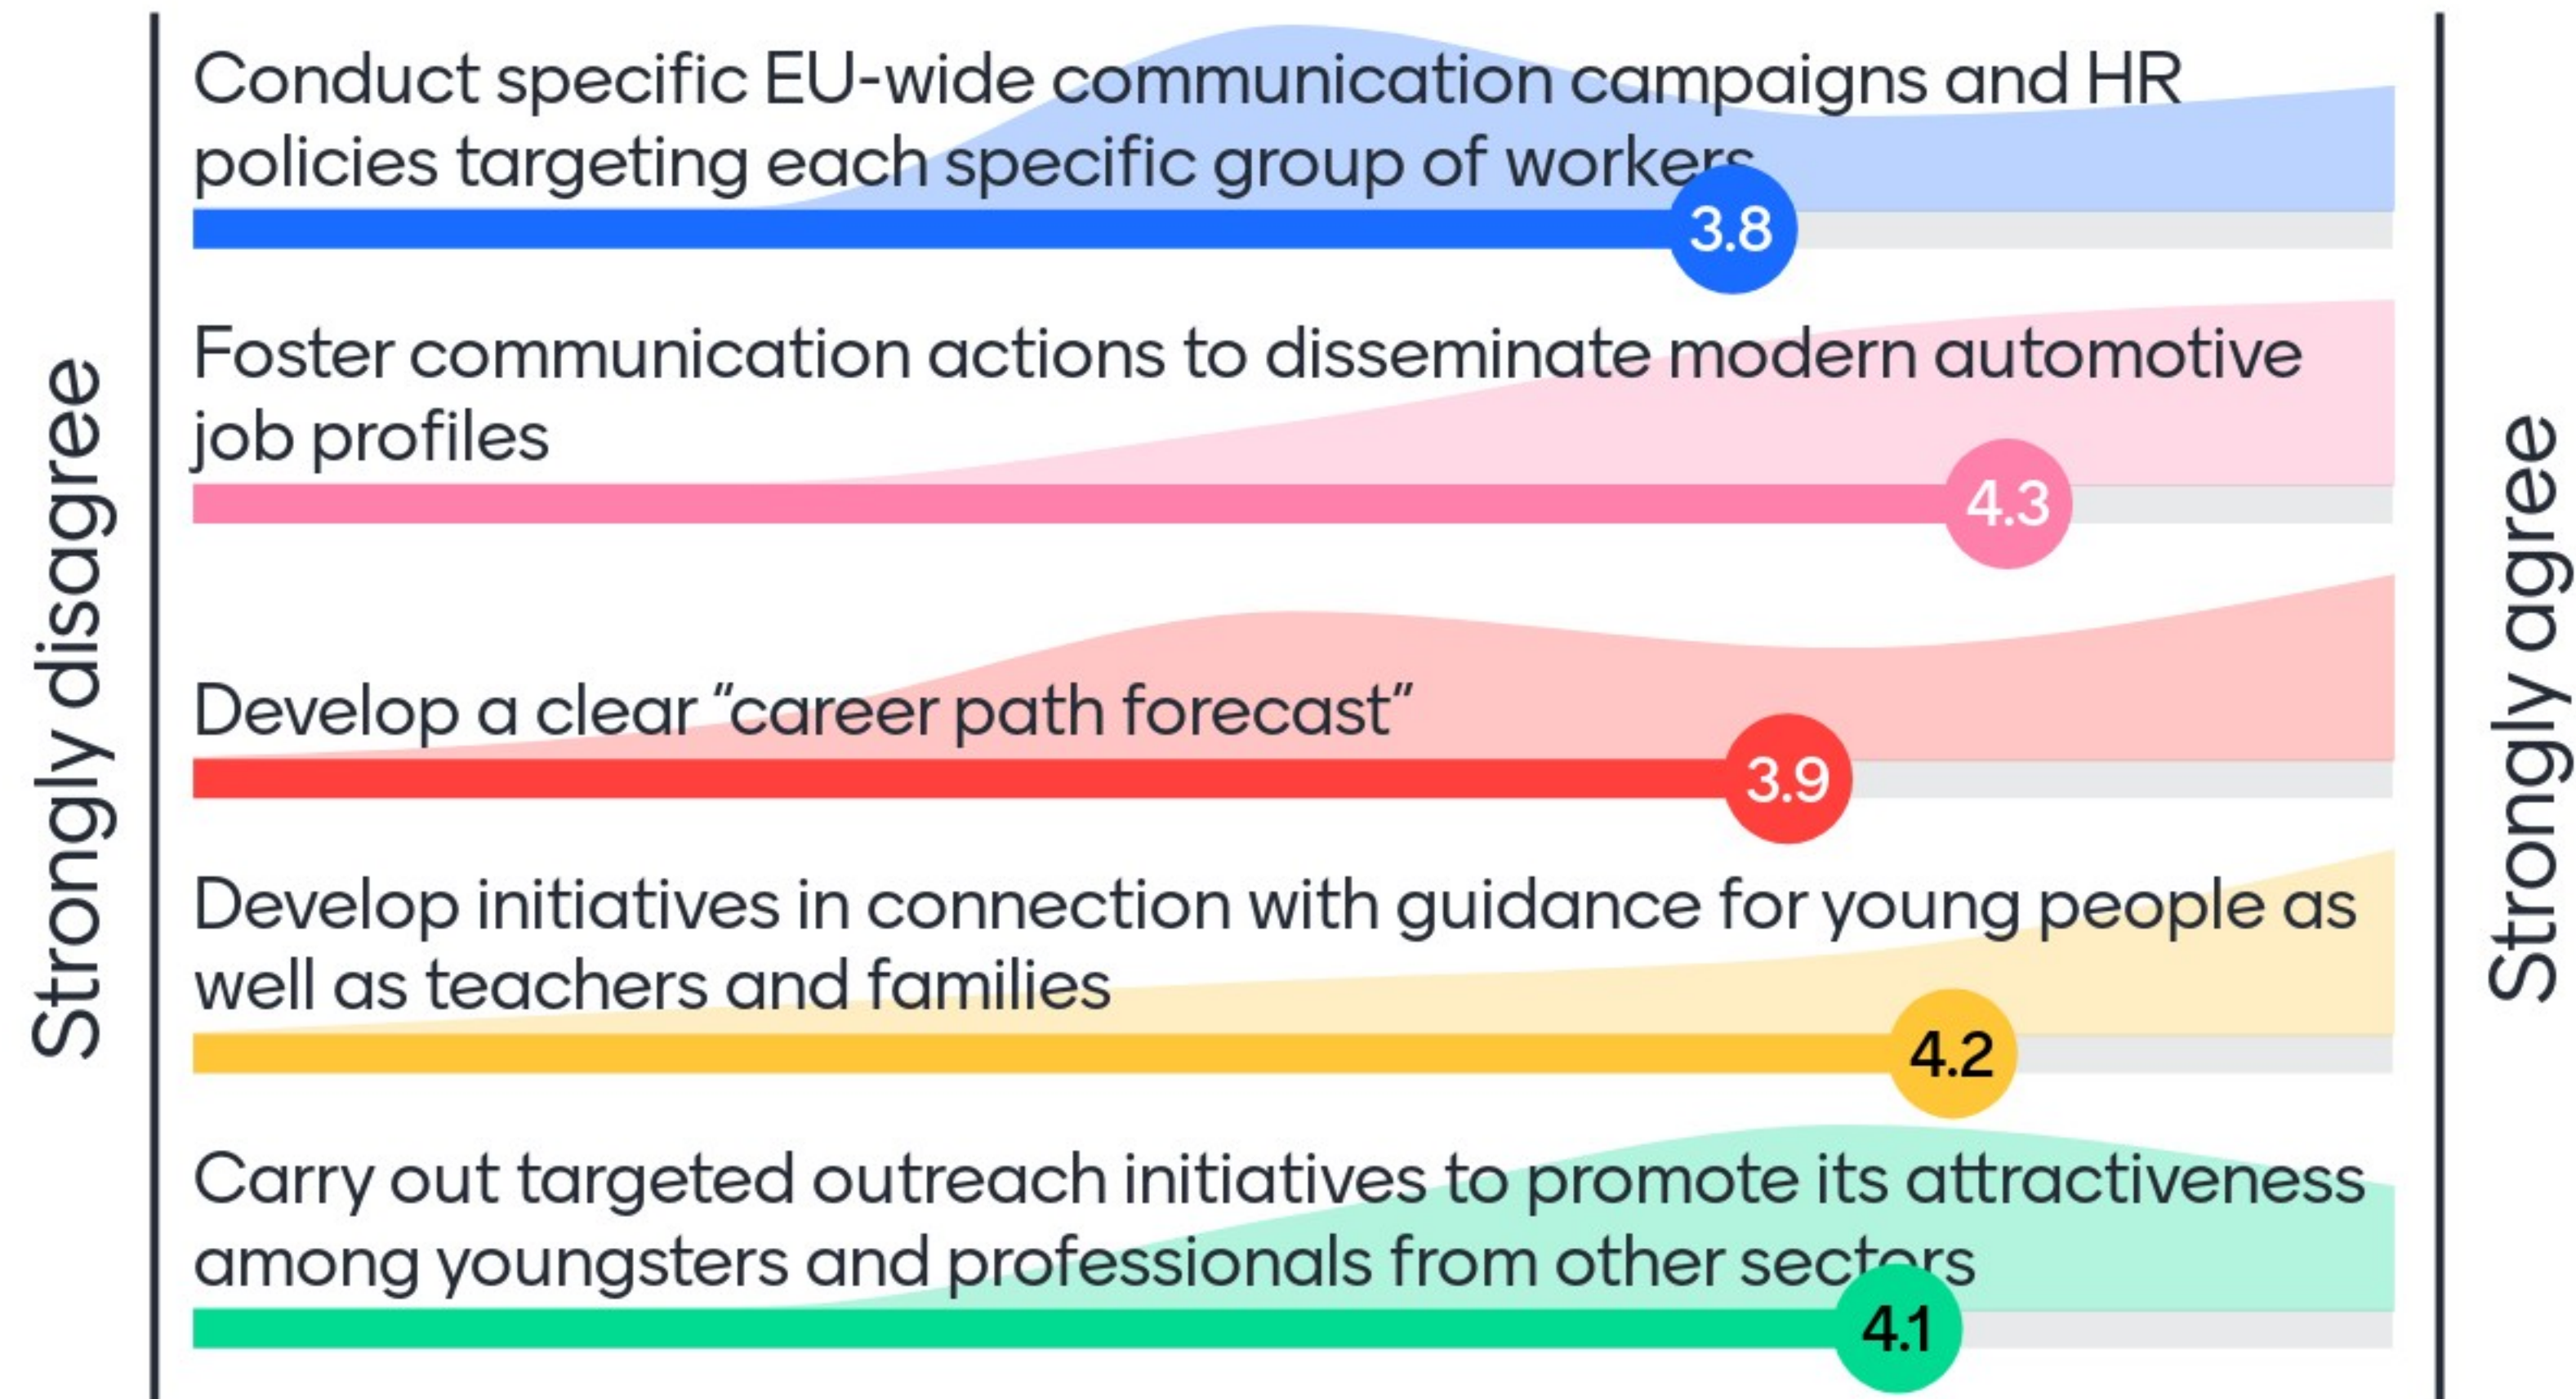 Strongly disagree
Conduct specific EU-wide communication campaigns and HR
policies targeting each specific group of workers
3.8
Foster communication actions to disseminate modern automotive
job profiles
4.3
Develop a clear “career path forecast”
3.9
Develop initiatives in connection with guidance for young people as
well as teachers and families
4.2
Carry out targeted outreach initiatives to promote its attractiveness
among youngsters and professionals from other sectors
4.1
Strongly agree